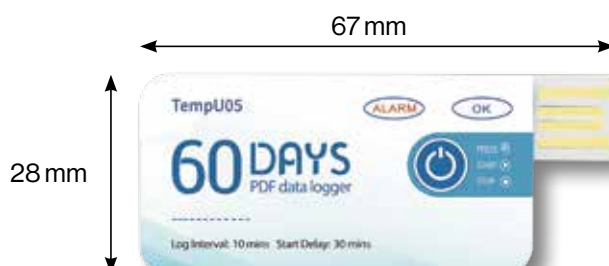 67 mm
28 mm
TempU05
ALARM
OK
60 DAYS
PDF data logger
Log Interval: 10 mins Start Delay: 30 mins